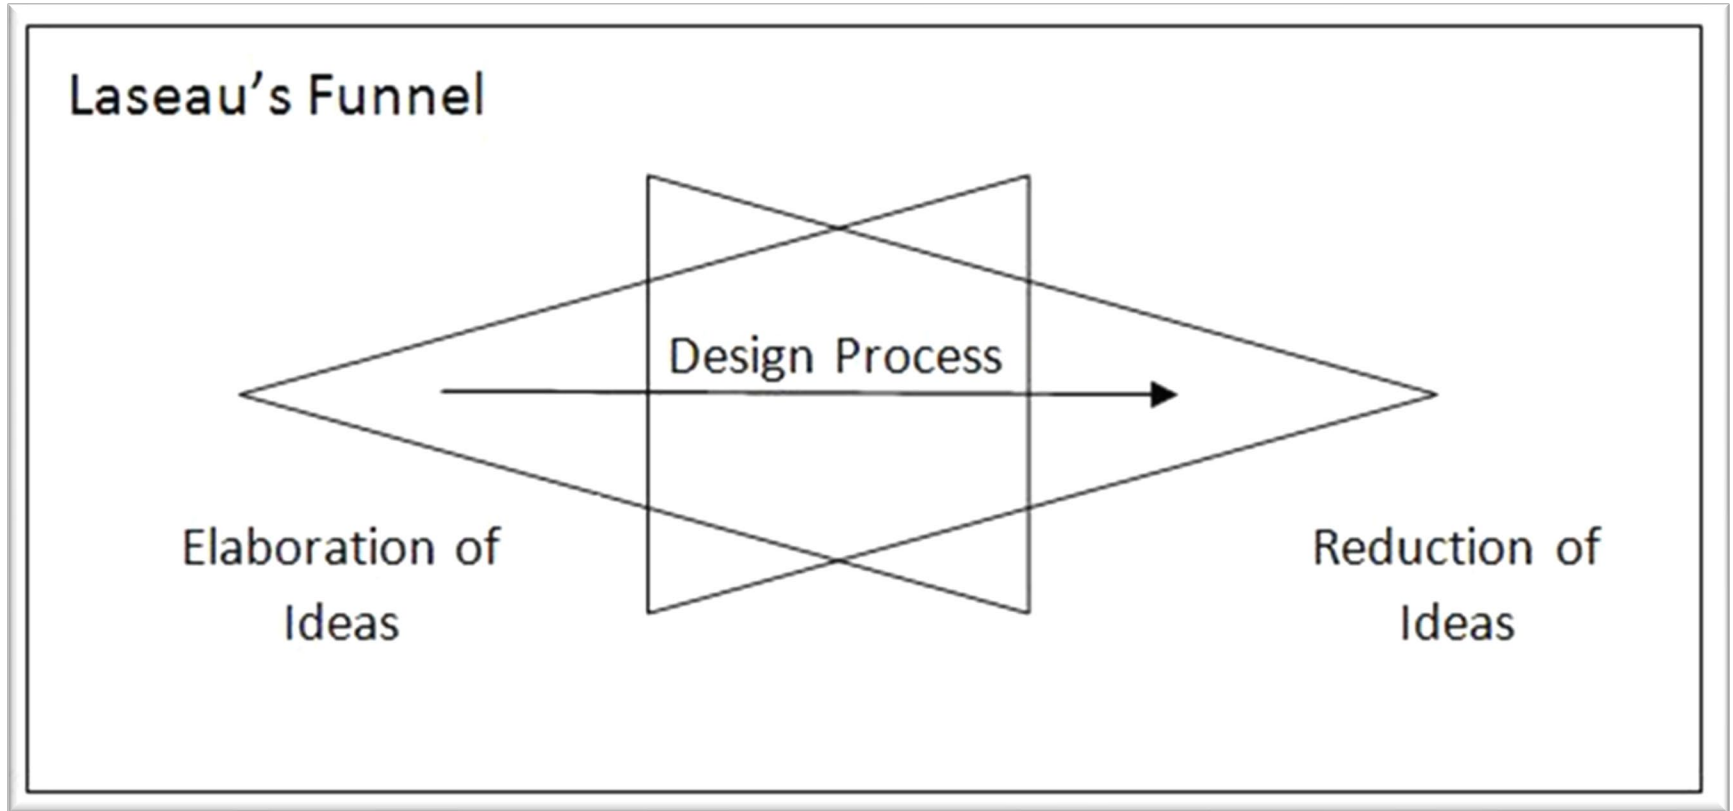 Laseau’s Funnel
Design Process
Elaboration of
Ideas
Reduction of
Ideas